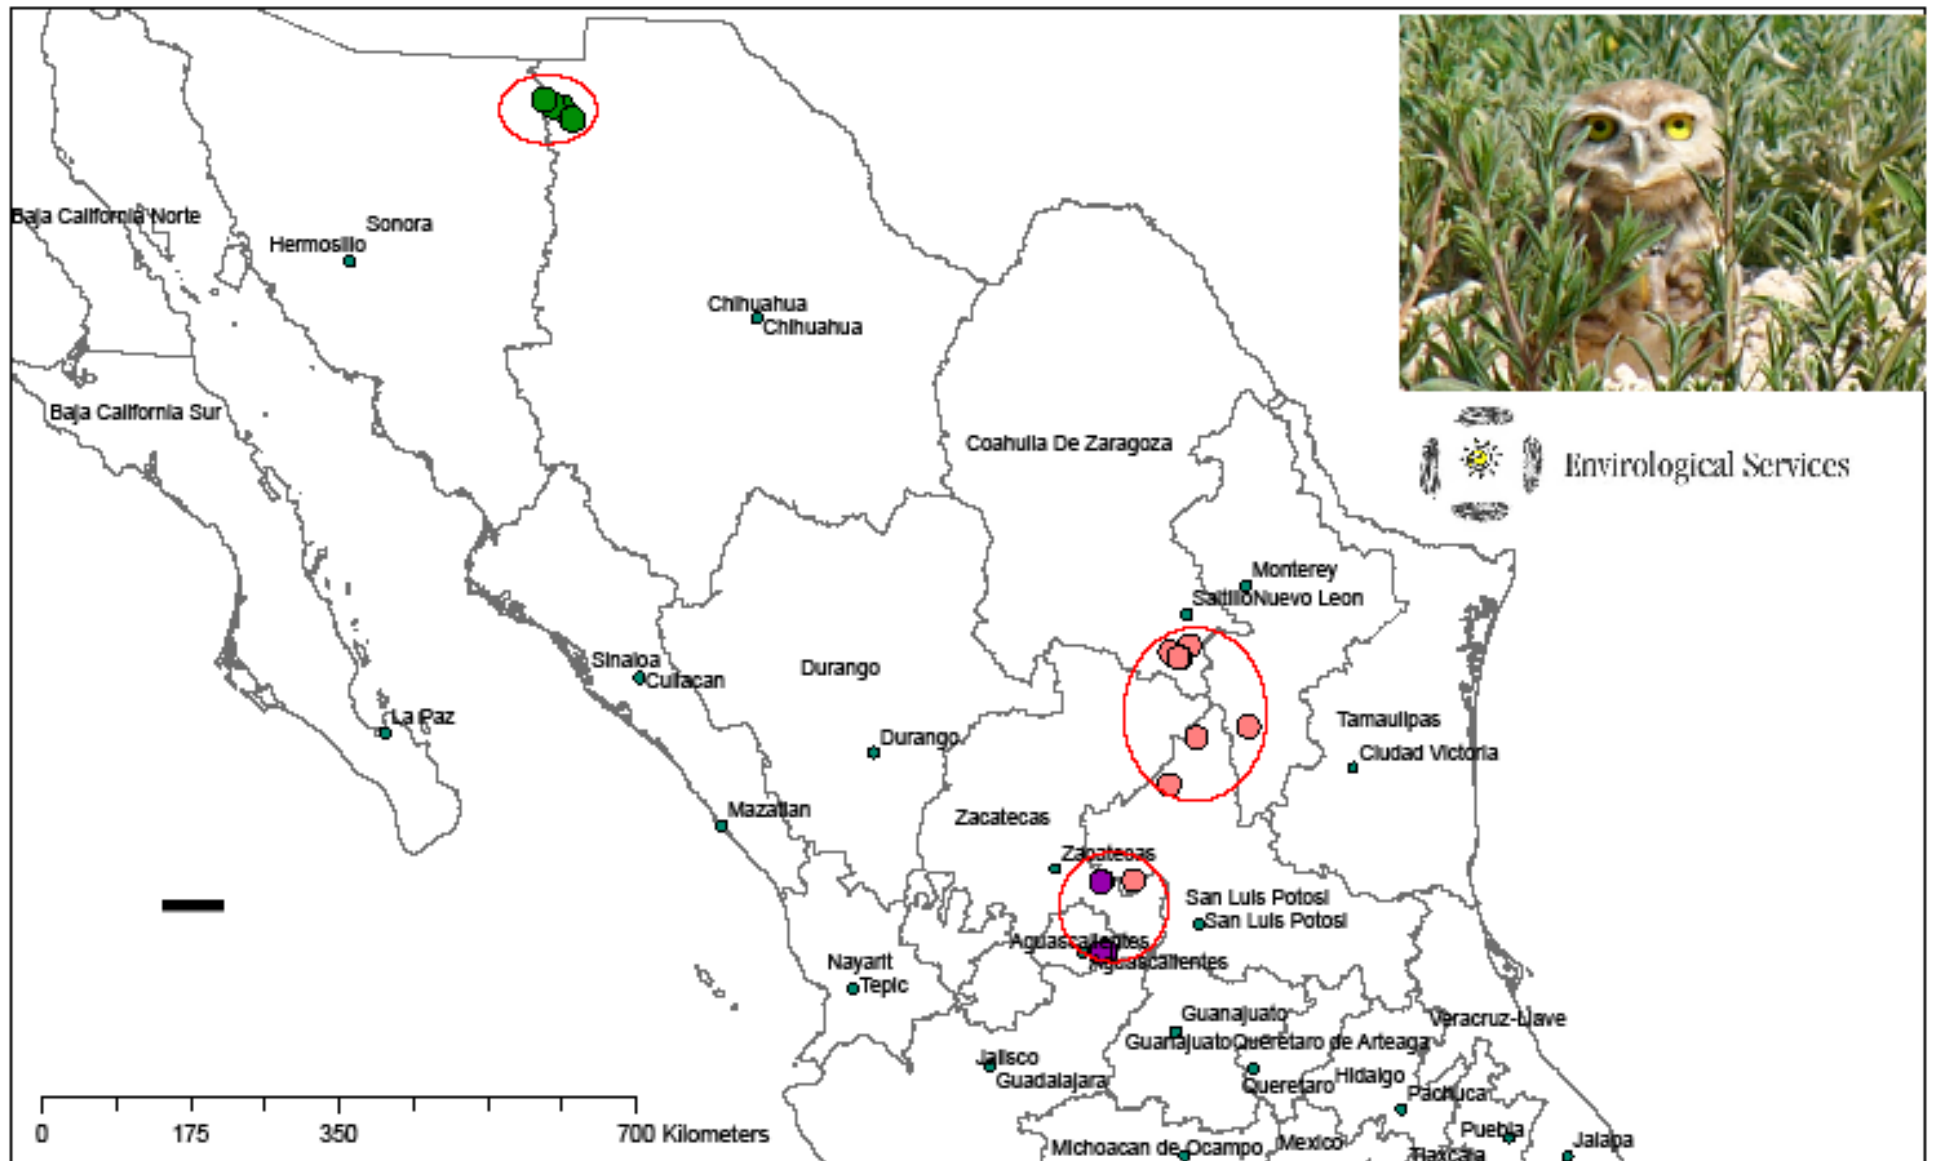 Baja California Norte
Sonora
Hermosillo
Chihuahua
Chihuahua
Baja California Sur
Coahuila De Zaragoza
Envirological Services
Monterey
Saltillo
Nuevo Leon
Sinaloa
Culiacan
Durango
La Paz
Durango
Tamaulipas
Ciudad Victoria
Mazatlan
Zacatecas
Zacatecas
San Luis Potosi
San Luis Potosi
Aguascalientes
Aguascalientes
Nayarit
Tepic
Guanajuato
Veracruz-Llave
Guanajuato
Queretaro de Arteaga
Jalisco
Guadalajara
Queretaro
Hidalgo
Pachuca
0 175 350 700 Kilometers
Michoacan de Ocampo
Mexico
Puebla
Jalapa
Tlaxcala